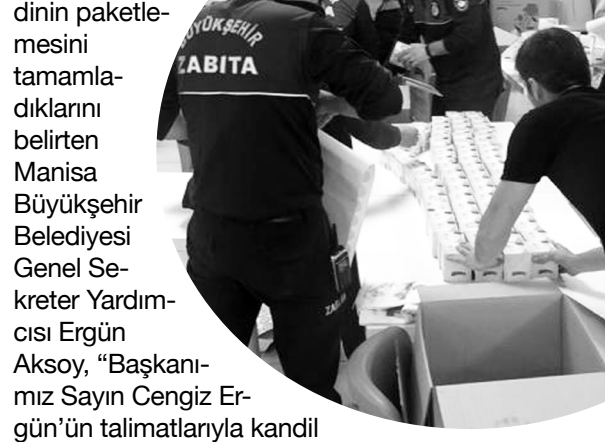 dinin paketle-
mesini
tamamla-
dıklarını
belirten
Manisa
Büyükşehir
Belediyesi
Genel Se-
kreter Yardım-
cısı Ergün
Aksoy, “Başkanı-
mız Sayın Cengiz Er-
gün’ün talimatlarıyla kandil
BÜYÜKŞEHİR
ZABITA